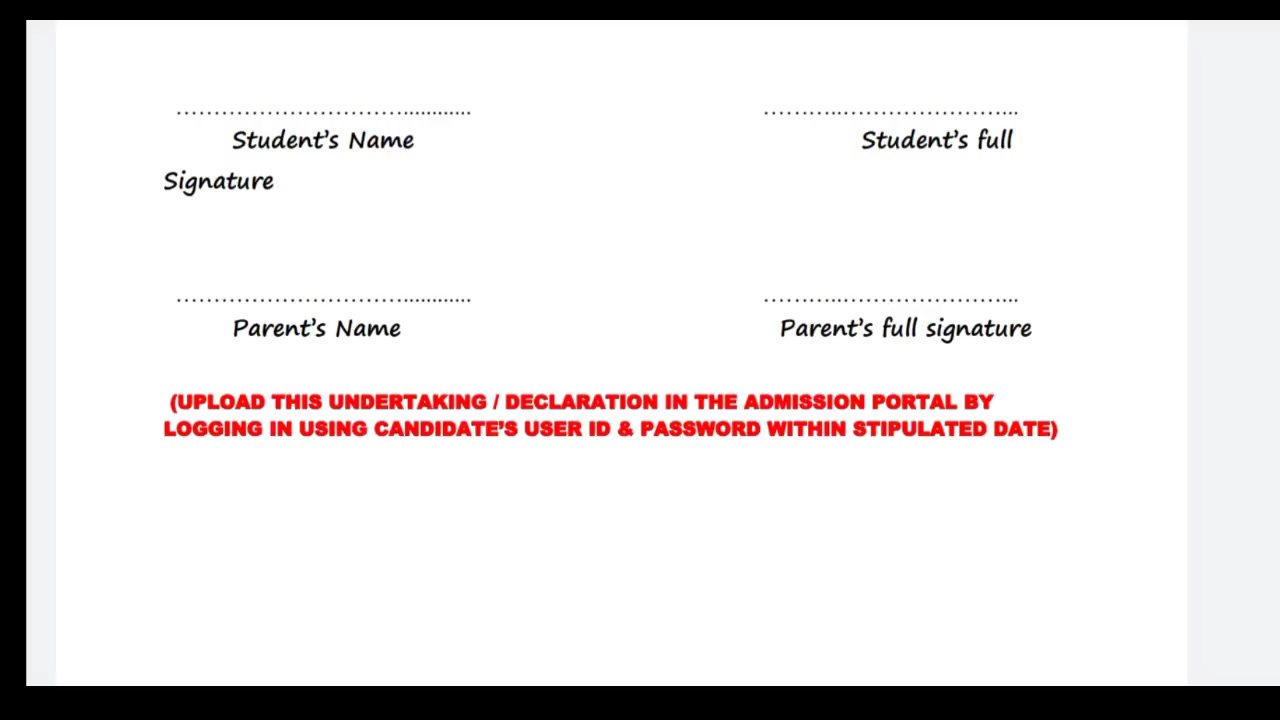 …………………………............ ………..…………………...
Student’s Name Student’s full
Signature
…………………………............ ………..…………………...
Parent’s Name Parent’s full signature
(UPLOAD THIS UNDERTAKING / DECLARATION IN THE ADMISSION PORTAL BY
LOGGING IN USING CANDIDATE’S USER ID & PASSWORD WITHIN STIPULATED DATE)